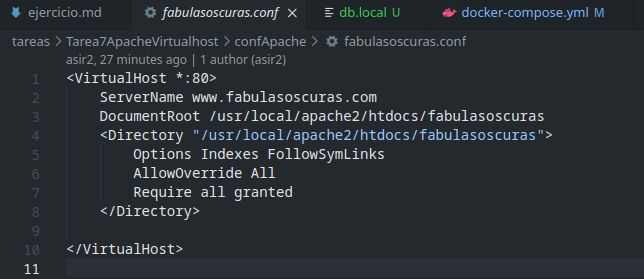 ejercicio.md
fabulasoscuras.conf
db.local U
docker-compose.yml M
tareas > Tarea7ApacheVirtualhost > confApache > fabulasoscuras.conf
asir2, 27 minutes ago | 1 author (asir2)
1 <VirtualHost *:80>
2     ServerName www.fabulasoscuras.com
3     DocumentRoot /usr/local/apache2/htdocs/fabulasoscuras
4     <Directory "/usr/local/apache2/htdocs/fabulasoscuras">
5         Options Indexes FollowSymLinks
6         AllowOverride All
7         Require all granted
8     </Directory>
9
10 </VirtualHost>
11